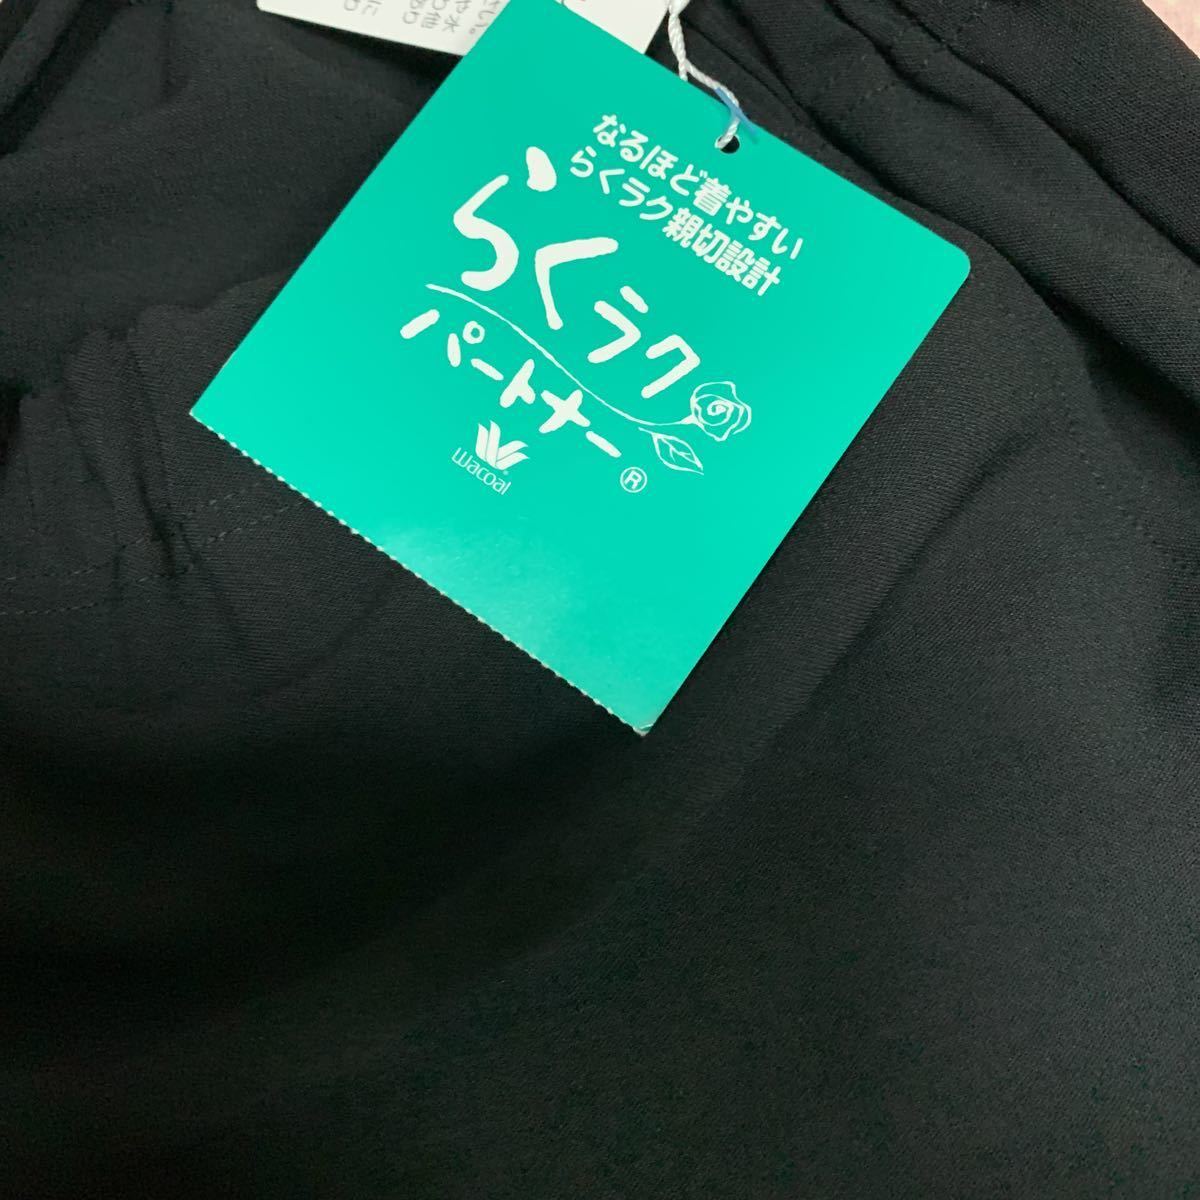 なるほど着やすい
らくラク親切設計
らくラク
パートナー®
Wacoal